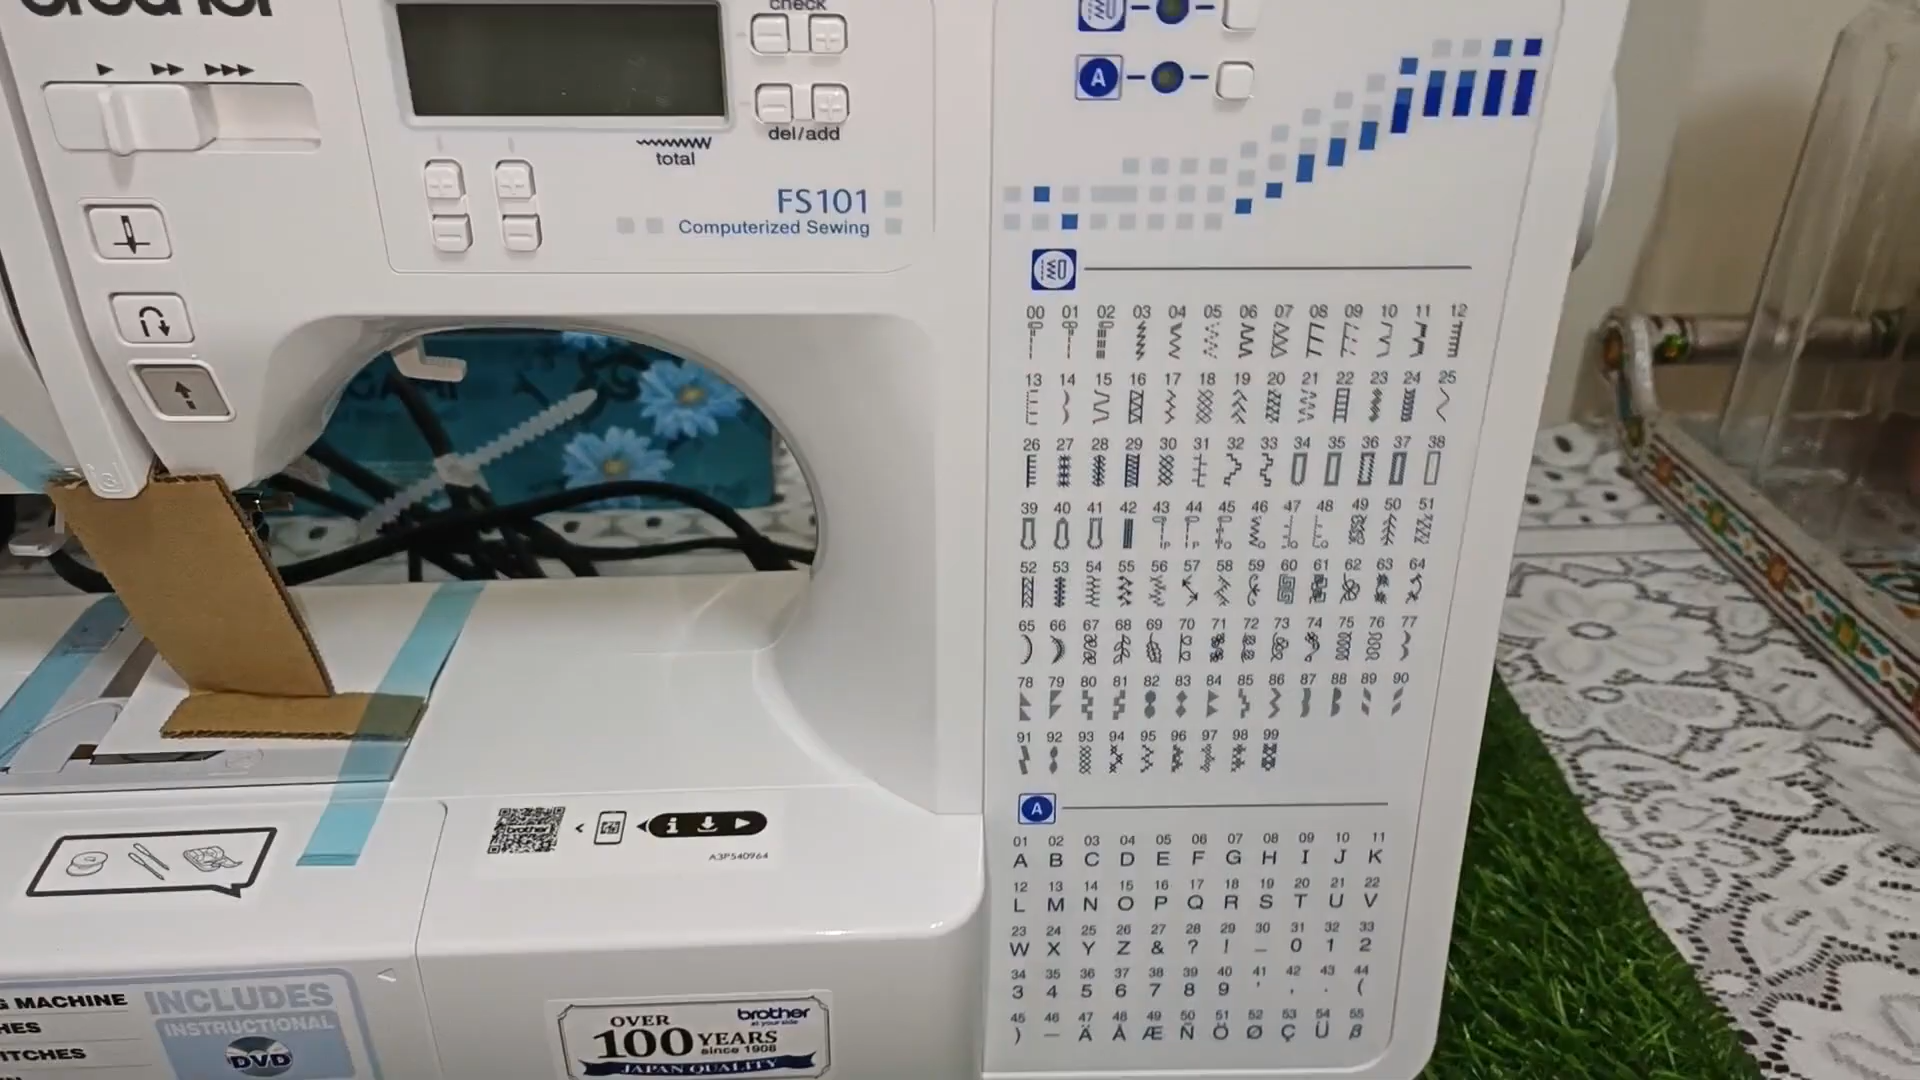 brother
check
del/add
total
FS101
Computerized Sewing
A
00 01 02 03 04 05 06 07 08 09 10 11 12
13 14 15 16 17 18 19 20 21 22 23 24 25
26 27 28 29 30 31 32 33 34 35 36 37 38
39 40 41 42 43 44 45 46 47 48 49 50 51
52 53 54 55 56 57 58 59 60 61 62 63 64
65 66 67 68 69 70 71 72 73 74 75 76 77
78 79 80 81 82 83 84 85 86 87 88 89 90
91 92 93 94 95 96 97 98 99
A
01 02 03 04 05 06 07 08 09 10 11
A B C D E F G H I J K
12 13 14 15 16 17 18 19 20 21 22
L M N O P Q R S T U V
23 24 25 26 27 28 29 30 31 32 33
W X Y Z & ? ! _ 0 1 2
34 35 36 37 38 39 40 41 42 43 44
3 4 5 6 7 8 9 ' , . (
45 46 47 48 49 50 51 52 53 54 55
) – Ä Å Æ Ñ Ö Ø Ç Ü ß
brother
A3P540964
G MACHINE
HES
TITCHES
INCLUDES
INSTRUCTIONAL
DVD
OVER
100 YEARS
since 1908
JAPAN QUALITY
brother
at your side